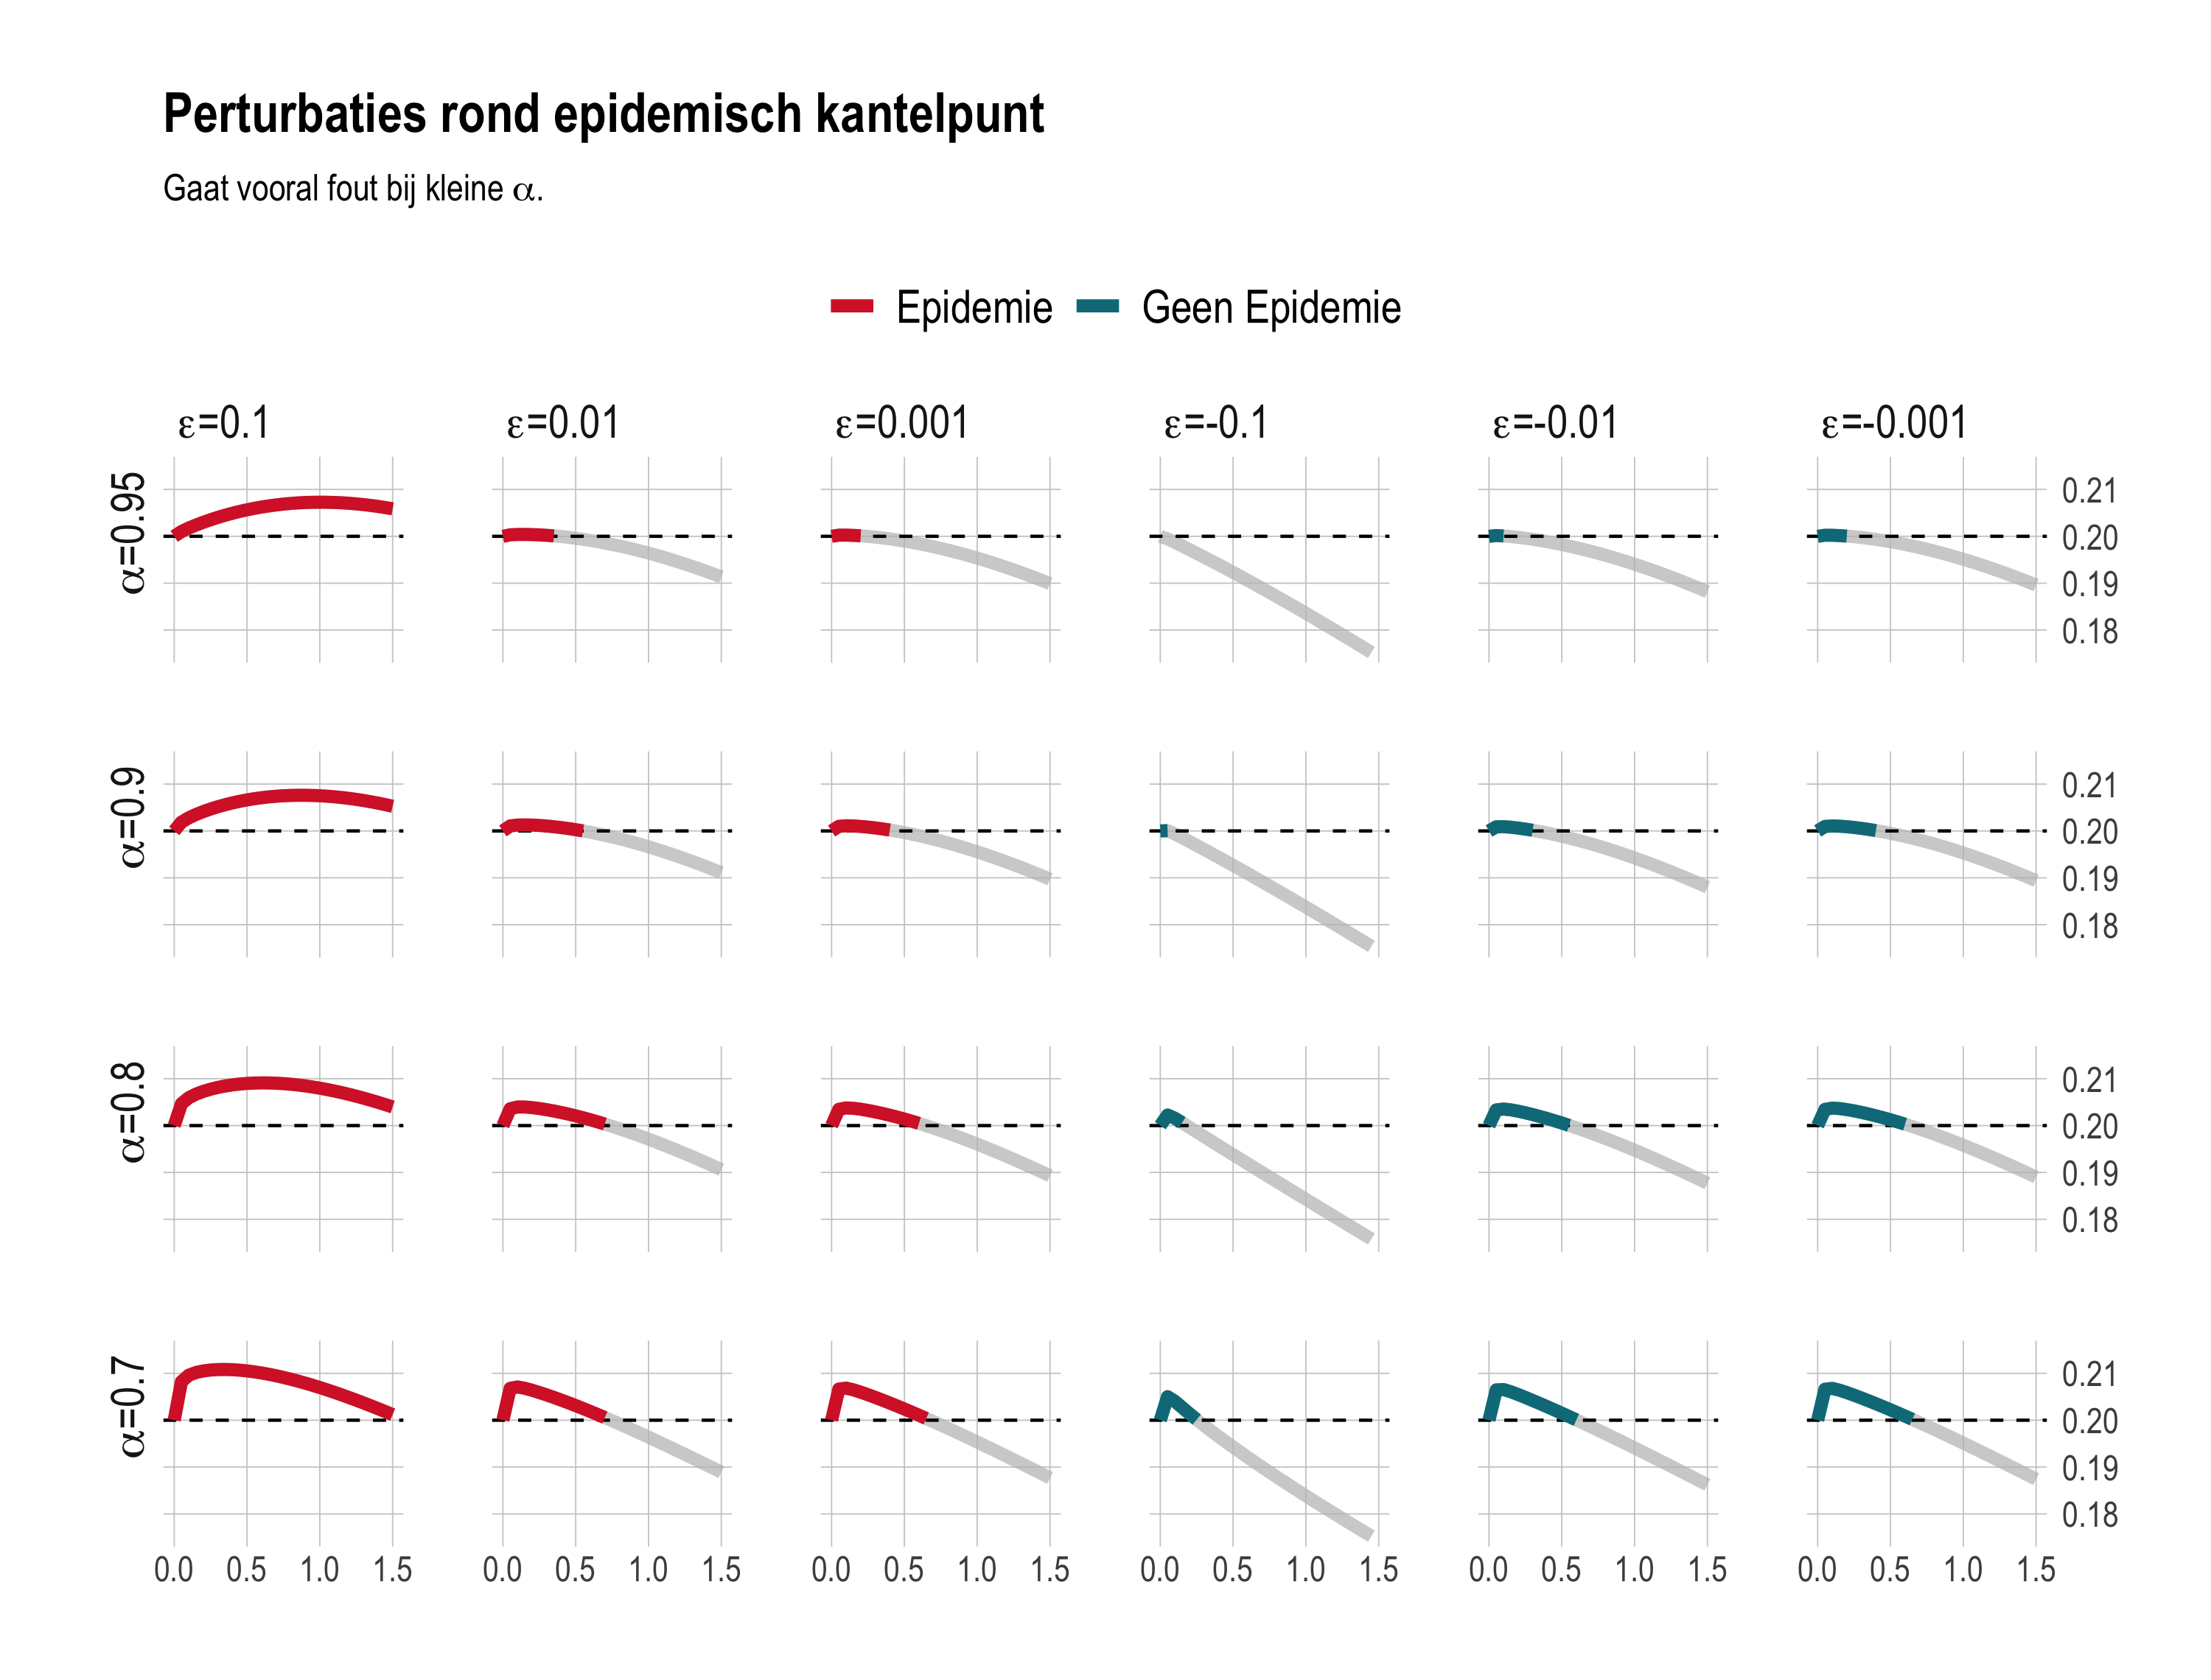 Perturbaties rond epidemisch kantelpunt
Gaat vooral fout bij kleine α.
Epidemie Geen Epidemie
ε=0.1 ε=0.01 ε=0.001 ε=-0.1 ε=-0.01 ε=-0.001
α=0.95
0.21
0.20
0.19
0.18
α=0.9
0.21
0.20
0.19
0.18
α=0.8
0.21
0.20
0.19
0.18
α=0.7
0.21
0.20
0.19
0.18
0.0 0.5 1.0 1.5 0.0 0.5 1.0 1.5 0.0 0.5 1.0 1.5 0.0 0.5 1.0 1.5 0.0 0.5 1.0 1.5 0.0 0.5 1.0 1.5